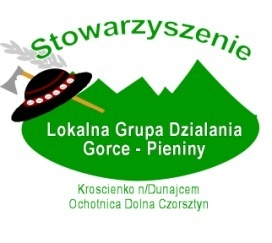 Stowarzyszenie
Lokalna Grupa Dzialania
Gorce - Pieniny
Kroscienko n/Dunajcem
Ochotnica Dolna Czorsztyn